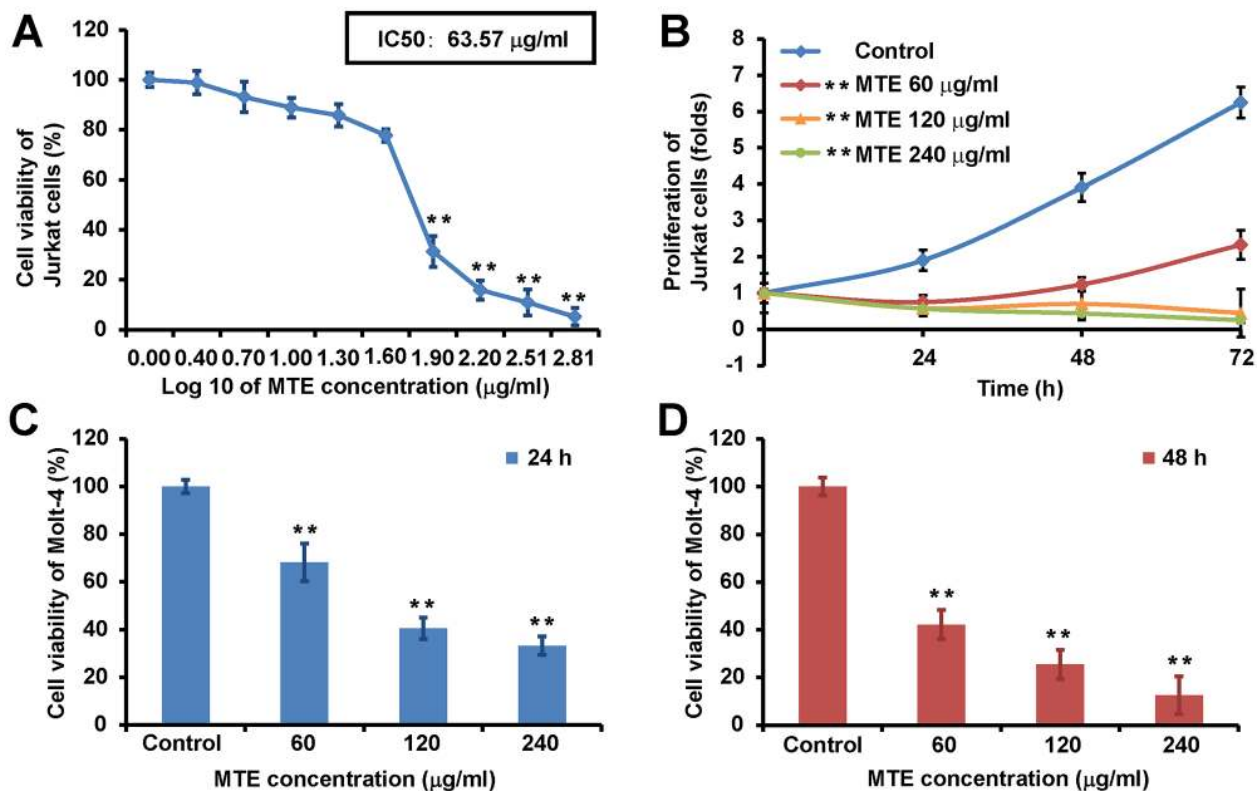 A
IC50: 63.57 μg/ml
120
100
80
60
40
20
0
Cell viability of
Jurkat cells (%)
** ** ** **
0.00 0.40 0.70 1.00 1.30 1.60 1.90 2.20 2.51 2.81
Log 10 of MTE concentration (μg/ml)
B
8
7
6
5
4
3
2
1
0
-1
Proliferation of
Jurkat cells (folds)
Control
** MTE 60 μg/ml
** MTE 120 μg/ml
** MTE 240 μg/ml
24 48 72
Time (h)
C
120
100
80
60
40
20
0
Cell viability of Molt-4 (%)
24 h
** ** **
Control 60 120 240
MTE concentration (μg/ml)
D
120
100
80
60
40
20
0
Cell viability of Molt-4 (%)
48 h
** ** **
Control 60 120 240
MTE concentration (μg/ml)